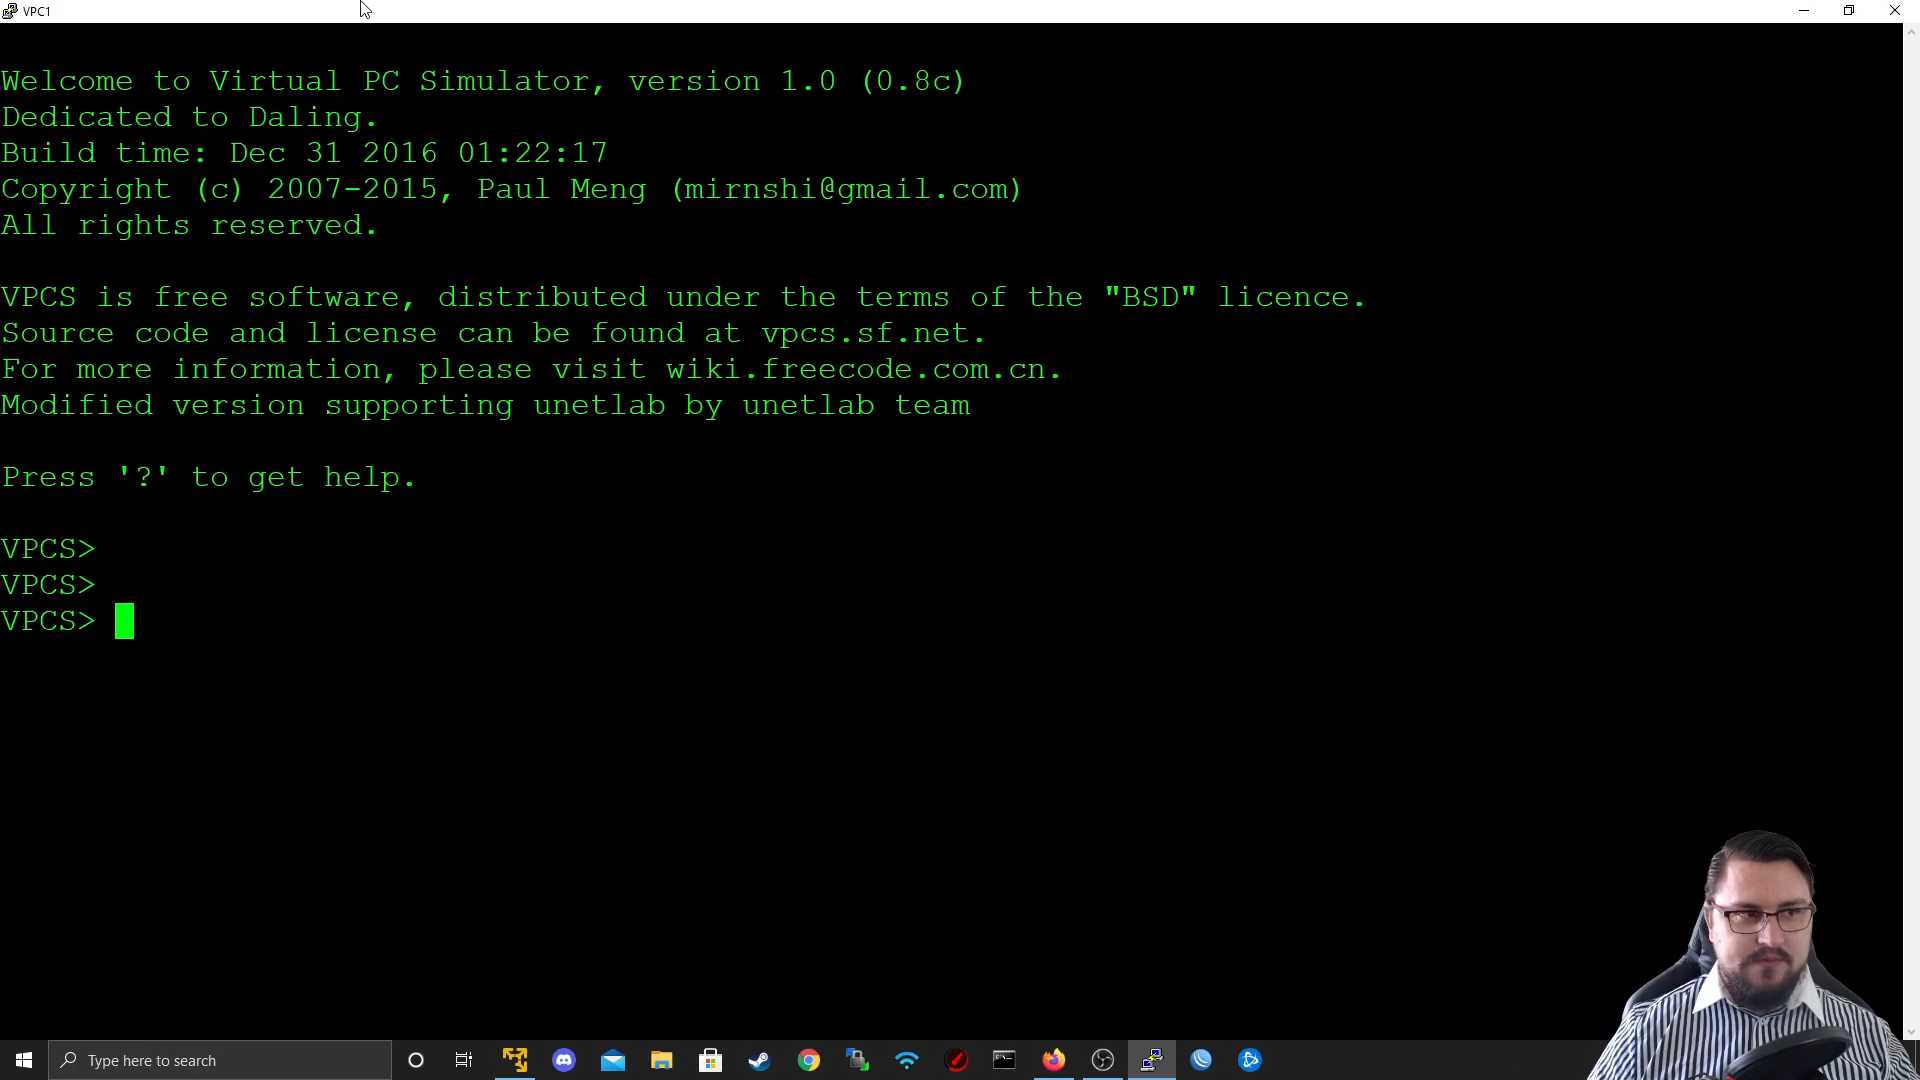 VPC1
Welcome to Virtual PC Simulator, version 1.0 (0.8c)
Dedicated to Daling.
Build time: Dec 31 2016 01:22:17
Copyright (c) 2007-2015, Paul Meng (mirnshi@gmail.com)
All rights reserved.
VPCS is free software, distributed under the terms of the "BSD" licence.
Source code and license can be found at vpcs.sf.net.
For more information, please visit wiki.freecode.com.cn.
Modified version supporting unetlab by unetlab team
Press '?' to get help.
VPCS>
VPCS>
VPCS>
Type here to search